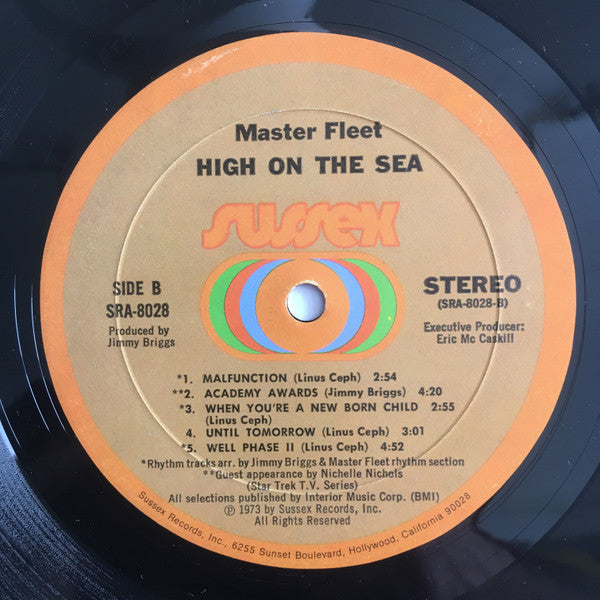 Master Fleet
HIGH ON THE SEA
sussex
SIDE B
SRA-8028
Produced by
Jimmy Briggs
STEREO
(SRA-8028-B)
Executive Producer:
Eric Mc Caskill
*1. MALFUNCTION (Linus Ceph) 2:54
**2. ACADEMY AWARDS (Jimmy Briggs) 4:20
*3. WHEN YOU'RE A NEW BORN CHILD 2:55
(Linus Ceph)
4. UNTIL TOMORROW (Linus Ceph) 3:01
*5. WELL PHASE II (Linus Ceph) 4:52
*Rhythm tracks arr. by Jimmy Briggs & Master Fleet rhythm section
**Guest appearance by Nichelle Nichols
(Star Trek T.V. Series)
All selections published by Interior Music Corp. (BMI)
℗ 1973 by Sussex Records, Inc.
All Rights Reserved
Sussex Records, Inc., 6255 Sunset Boulevard, Hollywood, California 90028